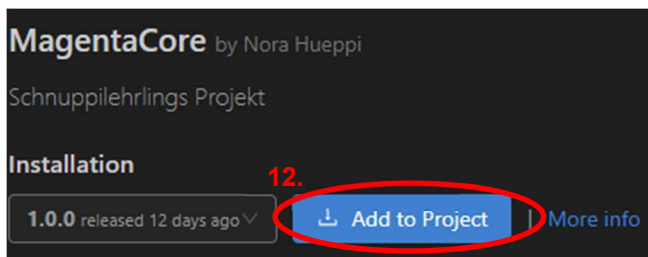 MagentaCore by Nora Hueppi
Schnuppilehrlings Projekt
Installation
12.
1.0.0 released 12 days ago
Add to Project
| More info